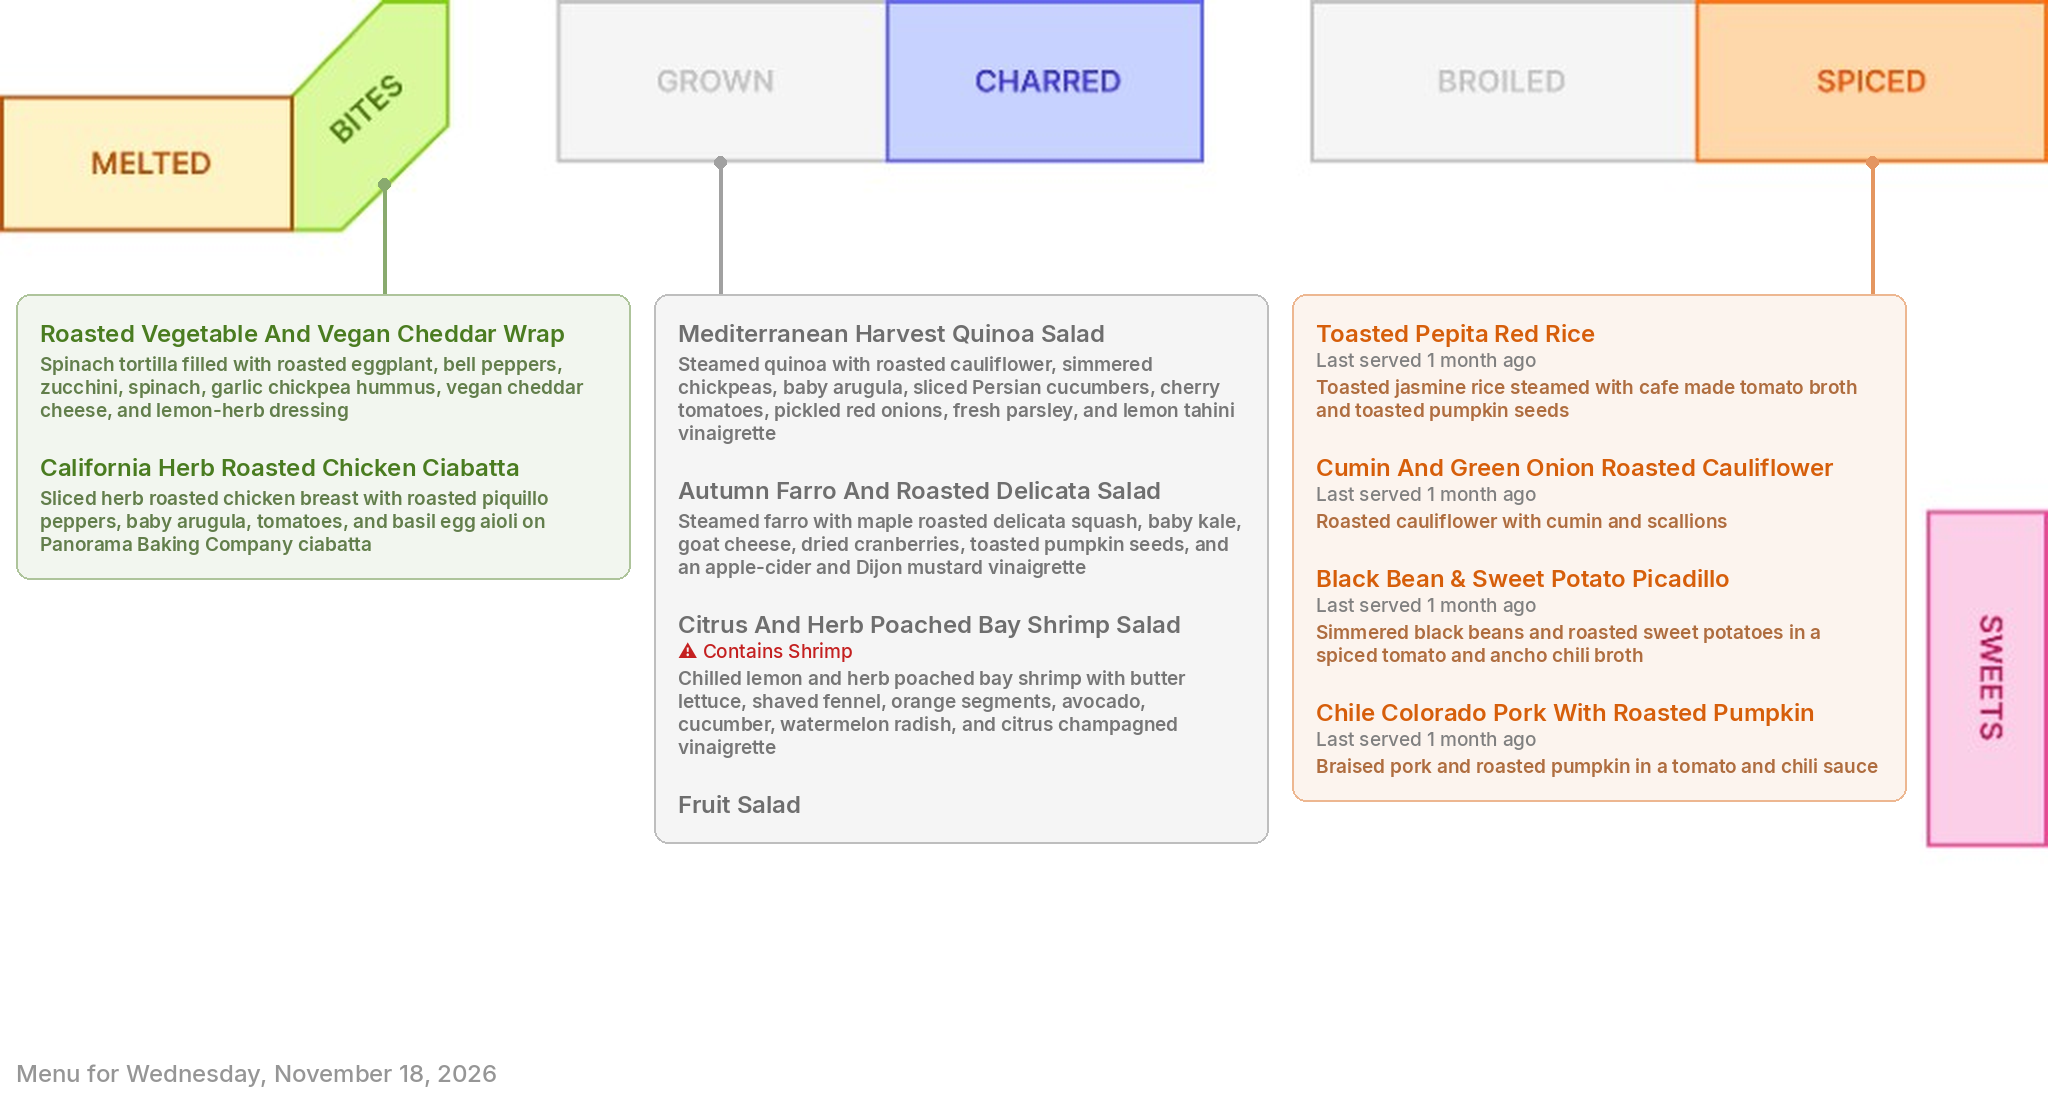 MELTED
BITES
GROWN
CHARRED
BROILED
SPICED
Roasted Vegetable And Vegan Cheddar Wrap
Spinach tortilla filled with roasted eggplant, bell peppers,
zucchini, spinach, garlic chickpea hummus, vegan cheddar
cheese, and lemon-herb dressing
California Herb Roasted Chicken Ciabatta
Sliced herb roasted chicken breast with roasted piquillo
peppers, baby arugula, tomatoes, and basil egg aioli on
Panorama Baking Company ciabatta
Mediterranean Harvest Quinoa Salad
Steamed quinoa with roasted cauliflower, simmered
chickpeas, baby arugula, sliced Persian cucumbers, cherry
tomatoes, pickled red onions, fresh parsley, and lemon tahini
vinaigrette
Autumn Farro And Roasted Delicata Salad
Steamed farro with maple roasted delicata squash, baby kale,
goat cheese, dried cranberries, toasted pumpkin seeds, and
an apple-cider and Dijon mustard vinaigrette
Citrus And Herb Poached Bay Shrimp Salad
Contains Shrimp
Chilled lemon and herb poached bay shrimp with butter
lettuce, shaved fennel, orange segments, avocado,
cucumber, watermelon radish, and citrus champagned
vinaigrette
Fruit Salad
Toasted Pepita Red Rice
Last served 1 month ago
Toasted jasmine rice steamed with cafe made tomato broth
and toasted pumpkin seeds
Cumin And Green Onion Roasted Cauliflower
Last served 1 month ago
Roasted cauliflower with cumin and scallions
Black Bean & Sweet Potato Picadillo
Last served 1 month ago
Simmered black beans and roasted sweet potatoes in a
spiced tomato and ancho chili broth
Chile Colorado Pork With Roasted Pumpkin
Last served 1 month ago
Braised pork and roasted pumpkin in a tomato and chili sauce
SWEETS
Menu for Wednesday, November 18, 2026